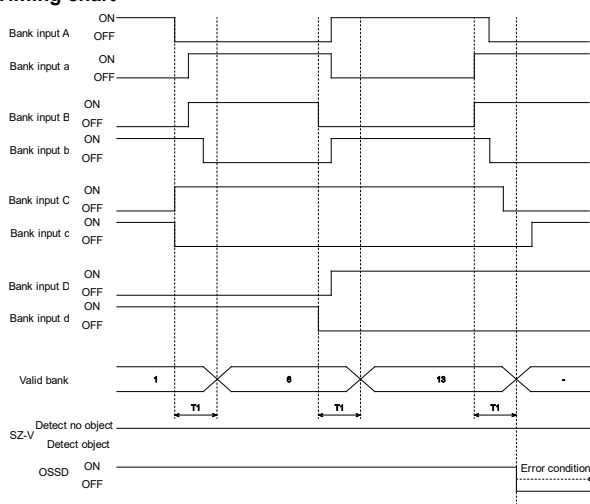 Bank input A ON
OFF
Bank input a ON
OFF
Bank input B ON
OFF
Bank input b ON
OFF
Bank input C ON
OFF
Bank input c ON
OFF
Bank input D ON
OFF
Bank input d ON
OFF
Valid bank 1 6 13 -
T1 T1 T1
SZ-V Detect no object
Detect object
OSSD ON Error condition
OFF